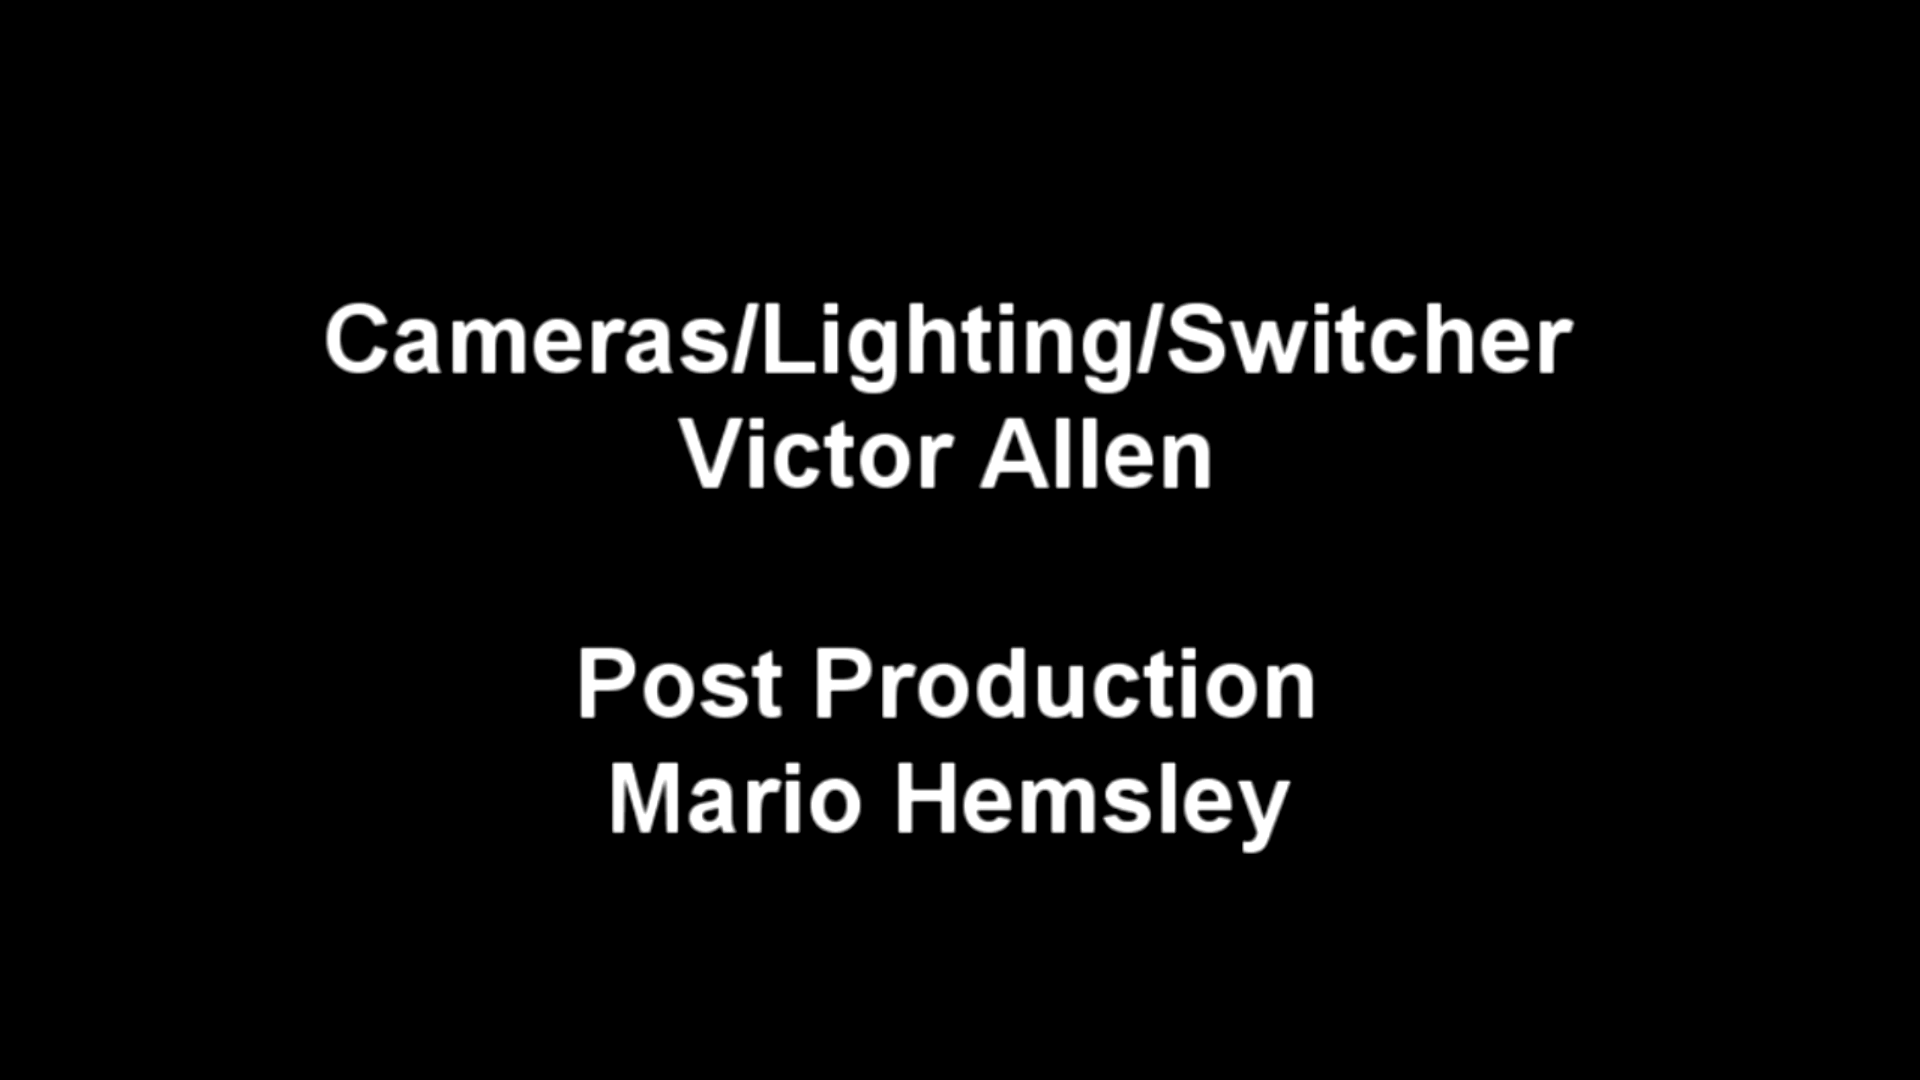 Cameras/Lighting/Switcher
Victor Allen
Post Production
Mario Hemsley